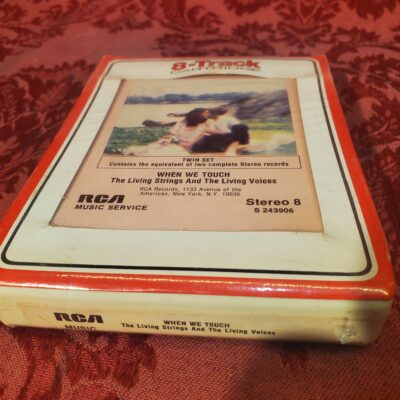 8-Track
CARTRIDGE
TWIN SET
Contains the equivalent of two complete Stereo records
WHEN WE TOUCH
The Living Strings And The Living Voices
RCA Records, 1133 Avenue of the
Americas, New York, N.Y. 10036
RCA
MUSIC SERVICE
Stereo 8
S 243906
RCA
MUSIC
WHEN WE TOUCH
The Living Strings And The Living Voices